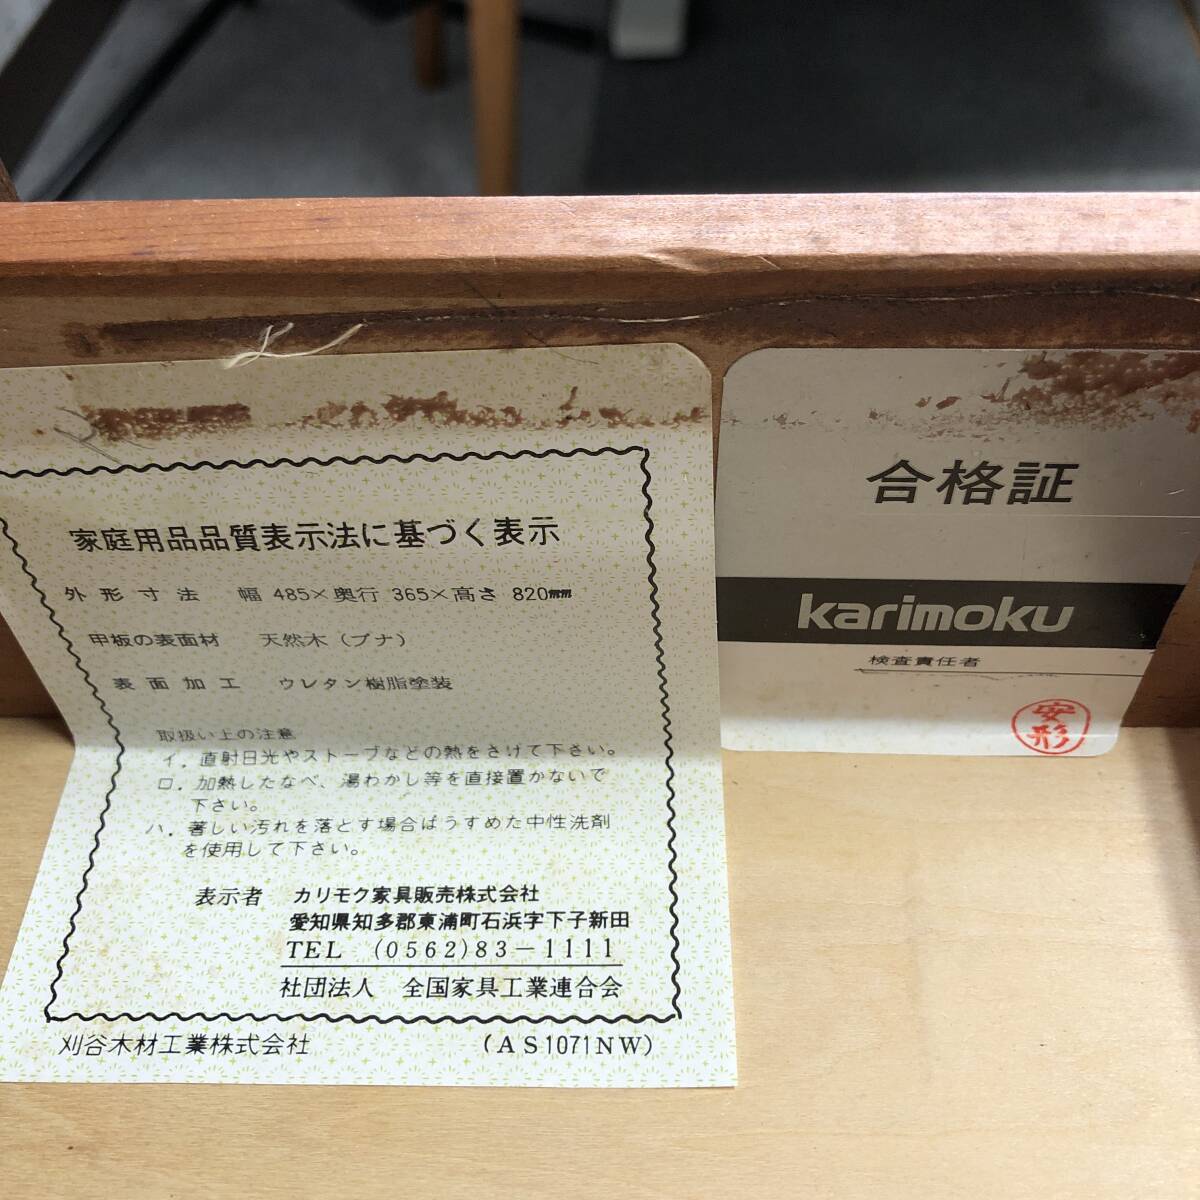 家庭用品品質表示法に基づく表示
外形寸法 幅 485×奥行 365×高さ 820mm
甲板の表面材 天然木（ブナ）
表面加工 ウレタン樹脂塗装
取扱い上の注意
イ．直射日光やストーブなどの熱をさけて下さい。
ロ．加熱したなべ、湯わかし等を直接置かないで
下さい。
ハ．著しい汚れを落とす場合はうすめた中性洗剤
を使用して下さい。
表示者 カリモク家具販売株式会社
愛知県知多郡東浦町石浜字下子新田
TEL (0562)83－1111
社団法人 全国家具工業連合会
刈谷木材工業株式会社 (AS1071NW)
合格証
karimoku
検査責任者
安形